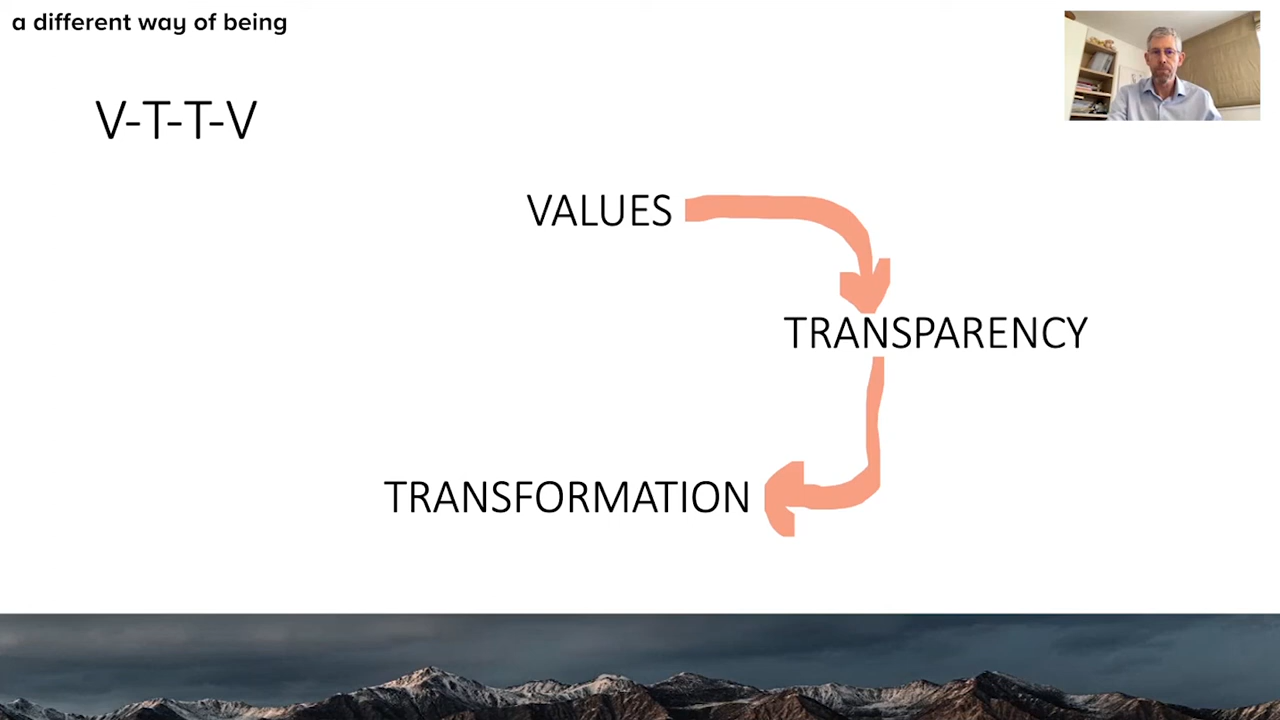 a different way of being
V-T-T-V
VALUES
TRANSPARENCY
TRANSFORMATION